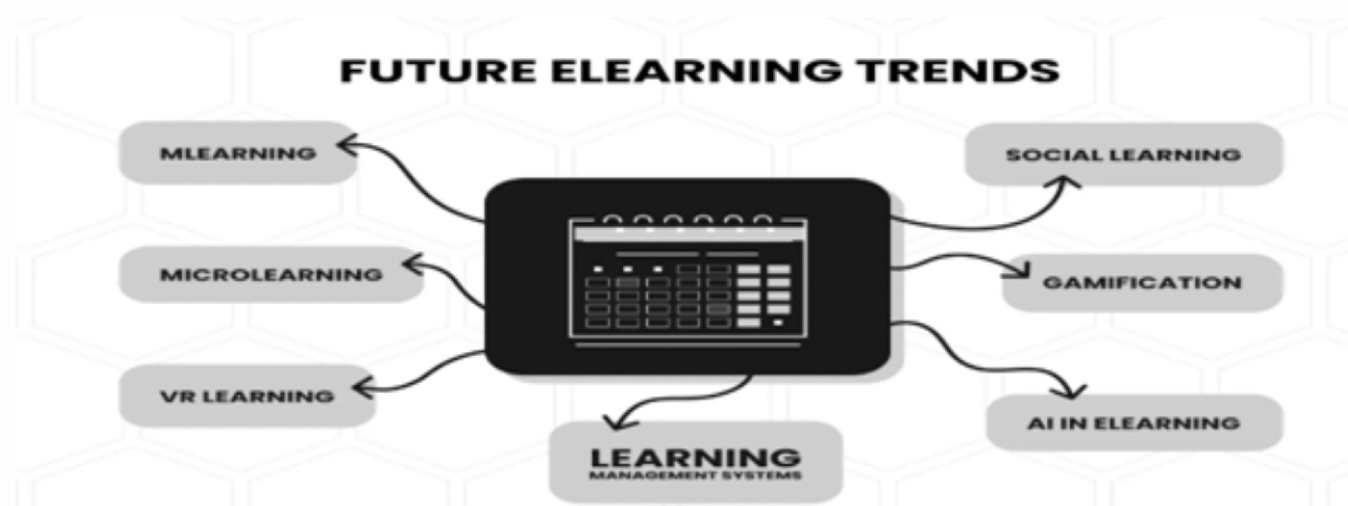 FUTURE ELEARNING TRENDS
MLEARNING
MICROLEARNING
VR LEARNING
LEARNING
MANAGEMENT SYSTEMS
SOCIAL LEARNING
GAMIFICATION
AI IN ELEARNING